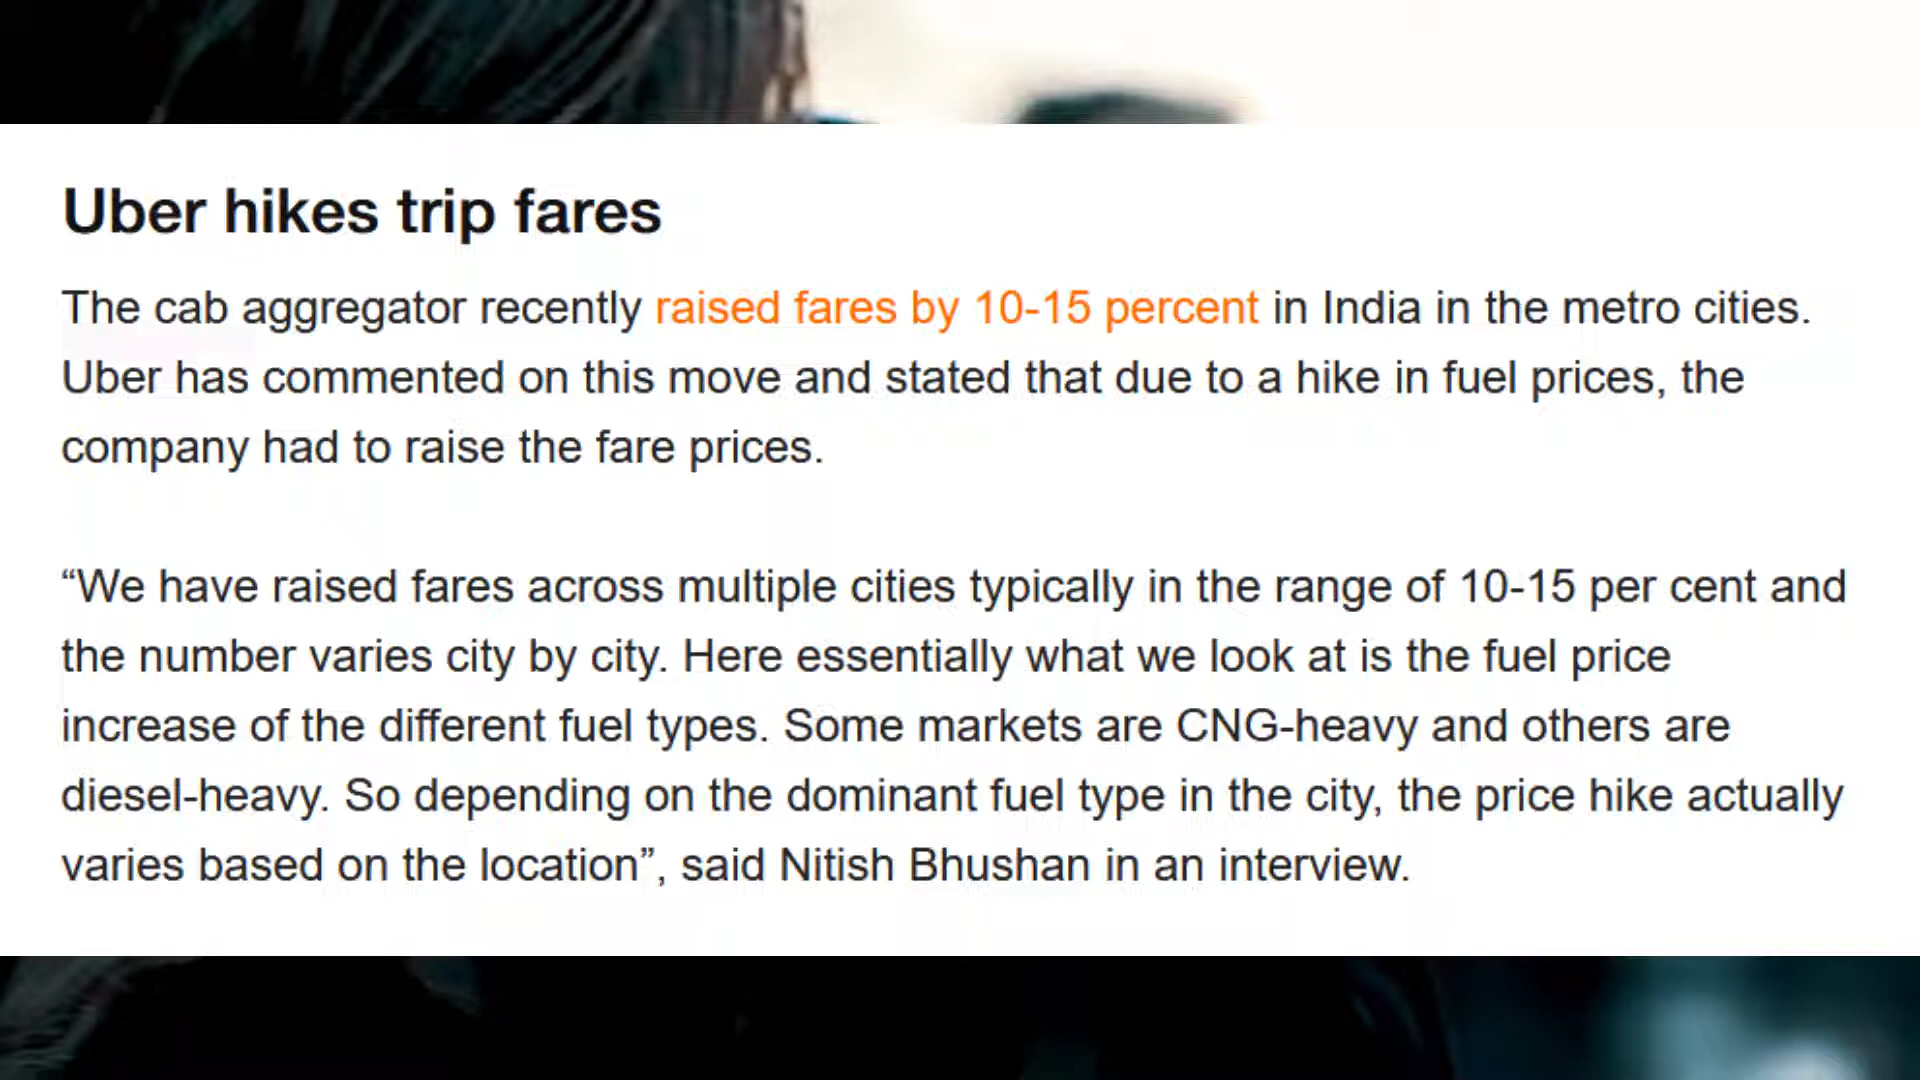 Uber hikes trip fares
The cab aggregator recently raised fares by 10-15 percent in India in the metro cities.
Uber has commented on this move and stated that due to a hike in fuel prices, the
company had to raise the fare prices.
“We have raised fares across multiple cities typically in the range of 10-15 per cent and
the number varies city by city. Here essentially what we look at is the fuel price
increase of the different fuel types. Some markets are CNG-heavy and others are
diesel-heavy. So depending on the dominant fuel type in the city, the price hike actually
varies based on the location”, said Nitish Bhushan in an interview.